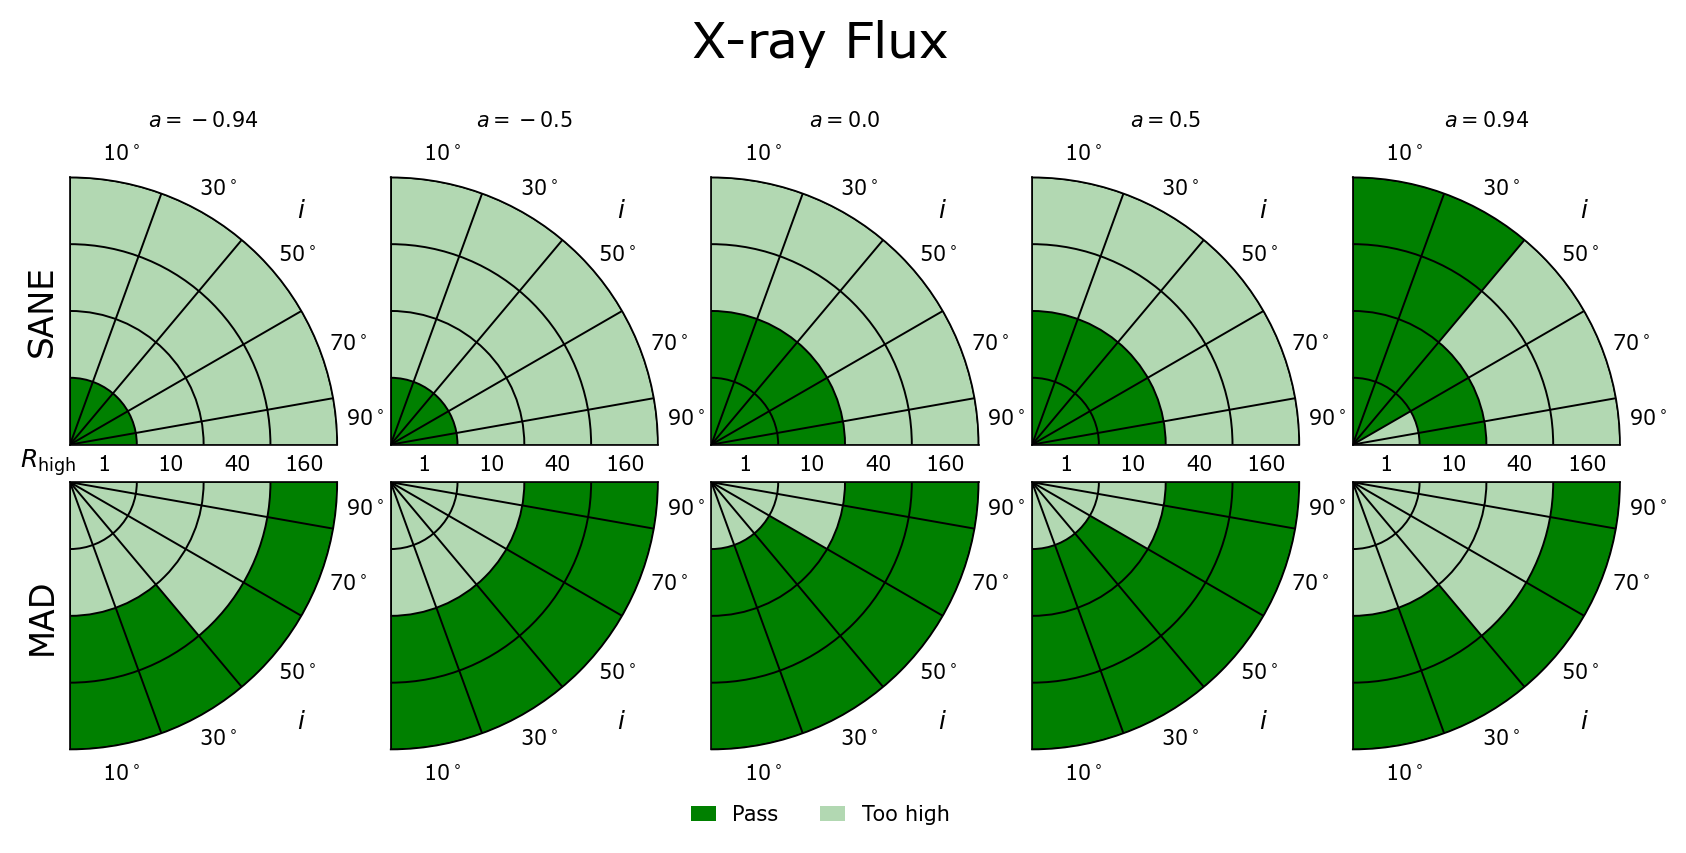 X-ray Flux
a = −0.94 a = −0.5 a = 0.0 a = 0.5 a = 0.94
10° 10° 10° 10° 10°
30° 30° 30° 30° 30°
i i i i i
50° 50° 50° 50° 50°
SANE
70° 70° 70° 70° 70°
90° 90° 90° 90° 90°
R_high 1 10 40 160 1 10 40 160 1 10 40 160 1 10 40 160 1 10 40 160
90° 90° 90° 90° 90°
70° 70° 70° 70° 70°
MAD
50° 50° 50° 50° 50°
i i i i i
30° 30° 30° 30° 30°
10° 10° 10° 10° 10°
Pass Too high